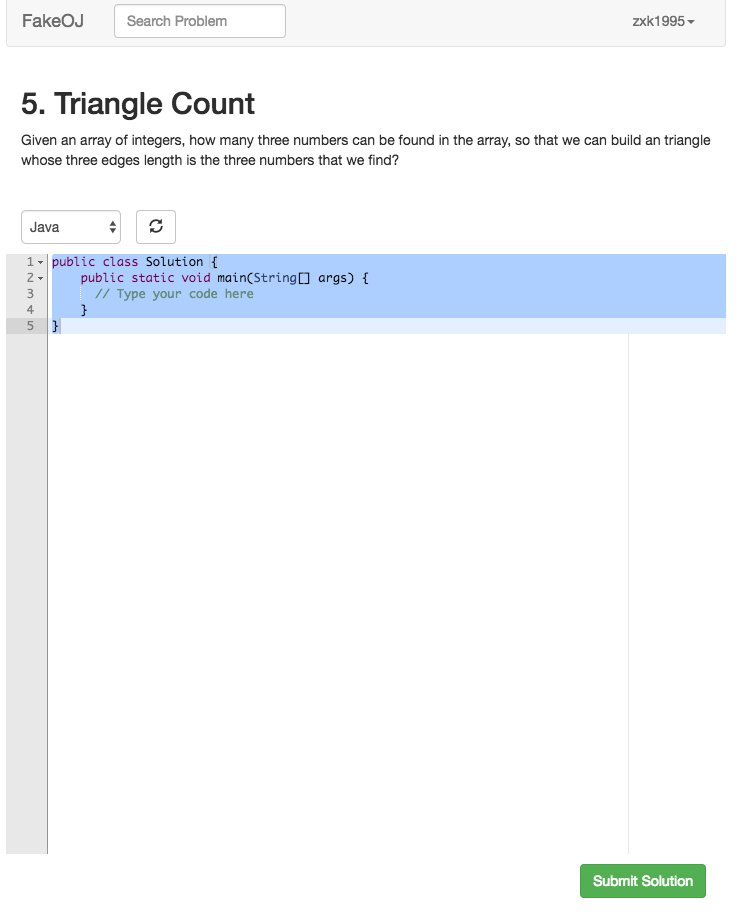 FakeOJ Search Problem zxk1995
5. Triangle Count
Given an array of integers, how many three numbers can be found in the array, so that we can build an triangle
whose three edges length is the three numbers that we find?
Java
1 public class Solution {
2 public static void main(String[] args) {
3 // Type your code here
4 }
5 }
Submit Solution